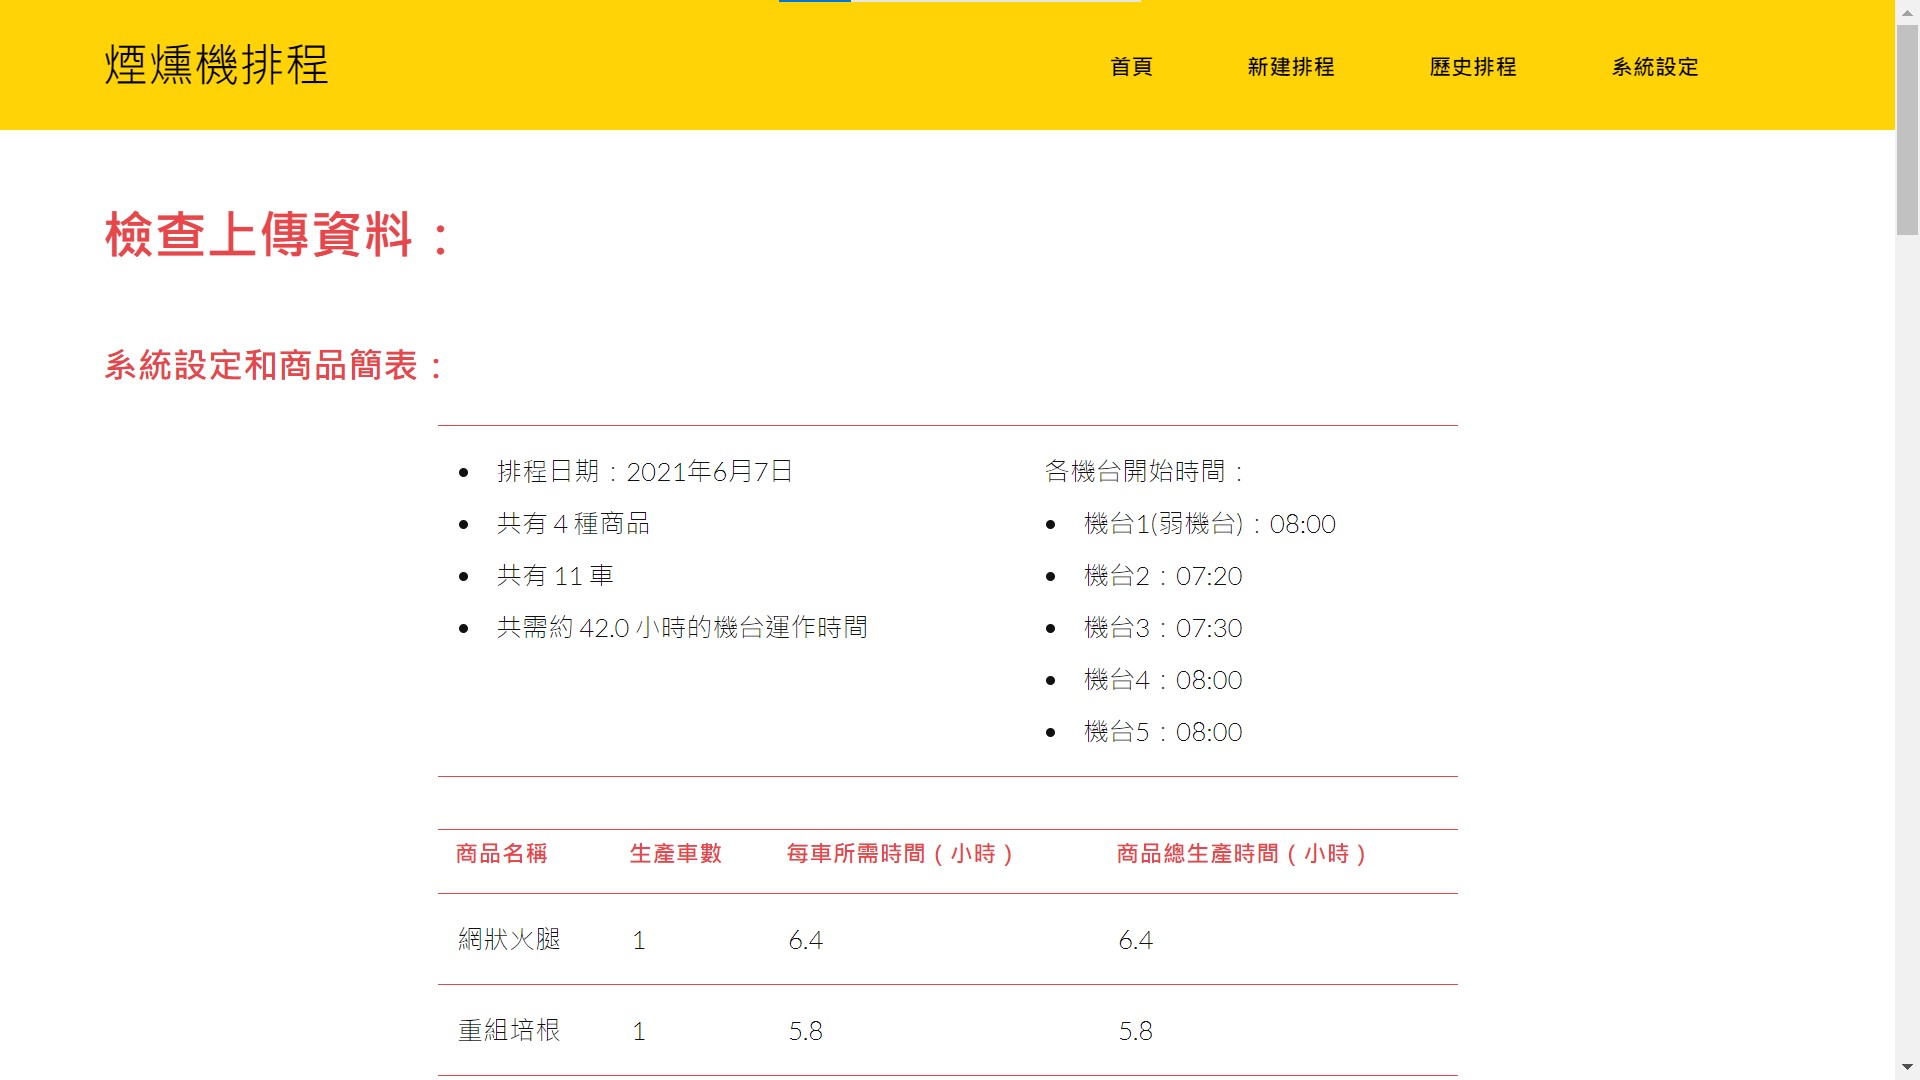 煙燻機排程
首頁 新建排程 歷史排程 系統設定
檢查上傳資料：
系統設定和商品簡表：
排程日期：2021年6月7日
共有 4 種商品
共有 11 車
共需約 42.0 小時的機台運作時間
各機台開始時間：
機台1(弱機台)：08:00
機台2：07:20
機台3：07:30
機台4：08:00
機台5：08:00
商品名稱 生產車數 每車所需時間（小時） 商品總生產時間（小時）
網狀火腿 1 6.4 6.4
重組培根 1 5.8 5.8